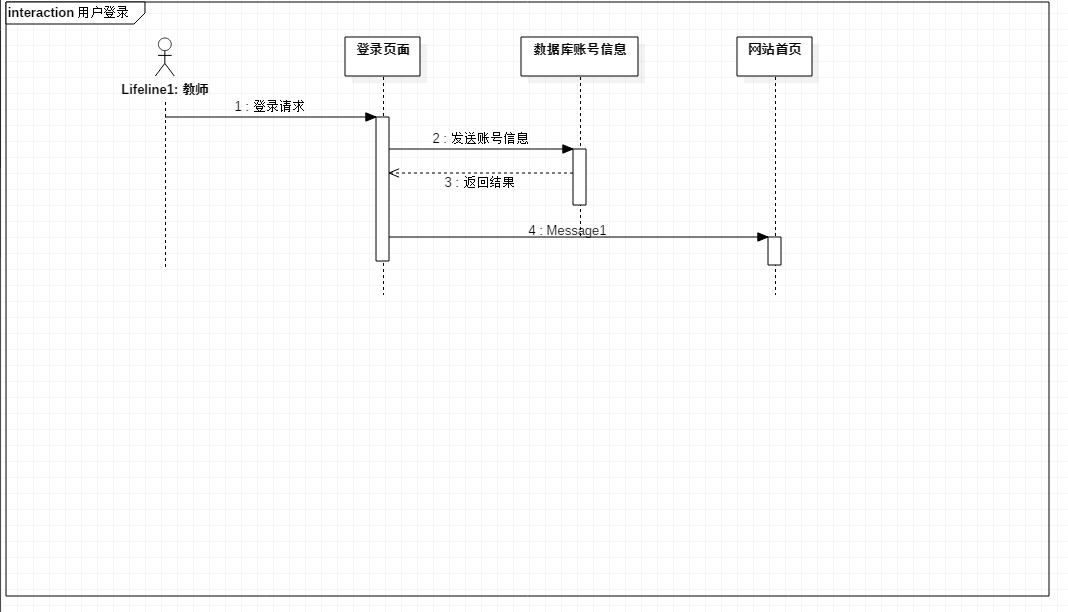 interaction 用户登录
Lifeline1: 教师
登录页面
数据库账号信息
网站首页
1 : 登录请求
2 : 发送账号信息
3 : 返回结果
4 : Message1